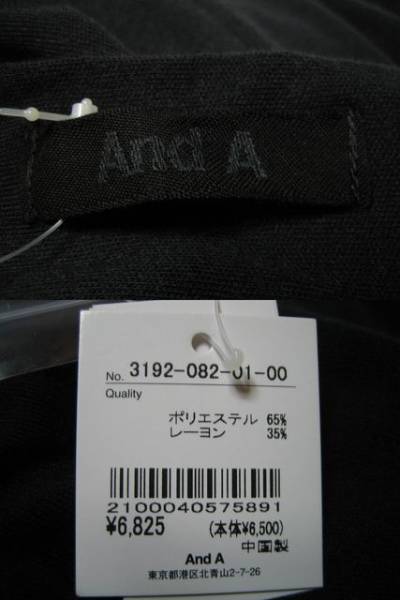 And A
No. 3192-082-01-00
Quality
ポリエステル 65%
レーヨン 35%
2100040575891
¥6,825 (本体¥6,500)
中国製
And A
東京都港区北青山2-7-26